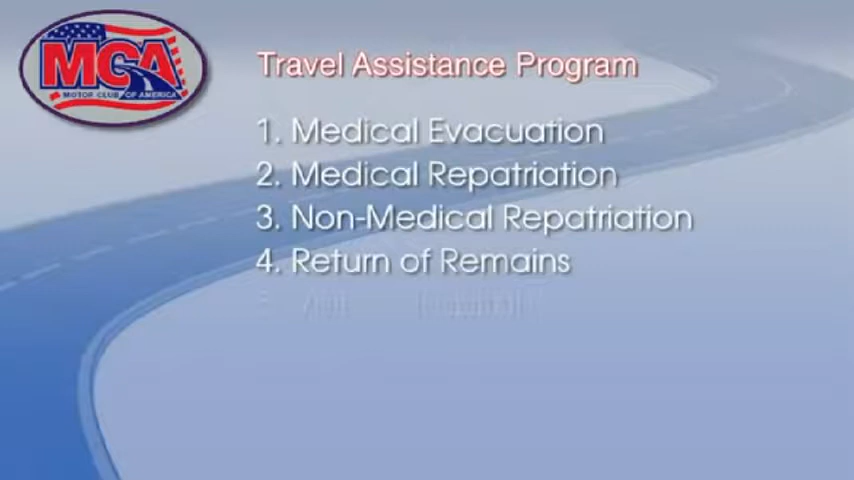 MCA
MOTOR CLUB OF AMERICA
Travel Assistance Program
1. Medical Evacuation
2. Medical Repatriation
3. Non-Medical Repatriation
4. Return of Remains